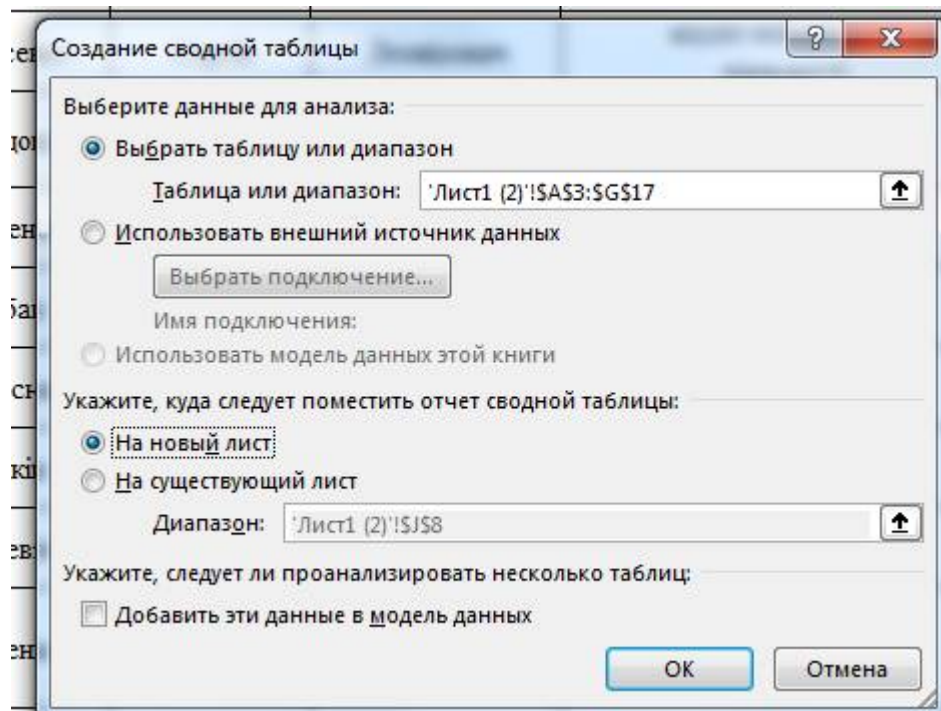 Создание сводной таблицы
?
X
Выберите данные для анализа:
Выбрать таблицу или диапазон
Таблица или диапазон: 'Лист1 (2)'!$A$3:$G$17
Использовать внешний источник данных
Выбрать подключение...
Имя подключения:
Использовать модель данных этой книги
Укажите, куда следует поместить отчет сводной таблицы:
На новый лист
На существующий лист
Диапазон: 'Лист1 (2)'!$J$8
Укажите, следует ли проанализировать несколько таблиц:
Добавить эти данные в модель данных
ОК Отмена